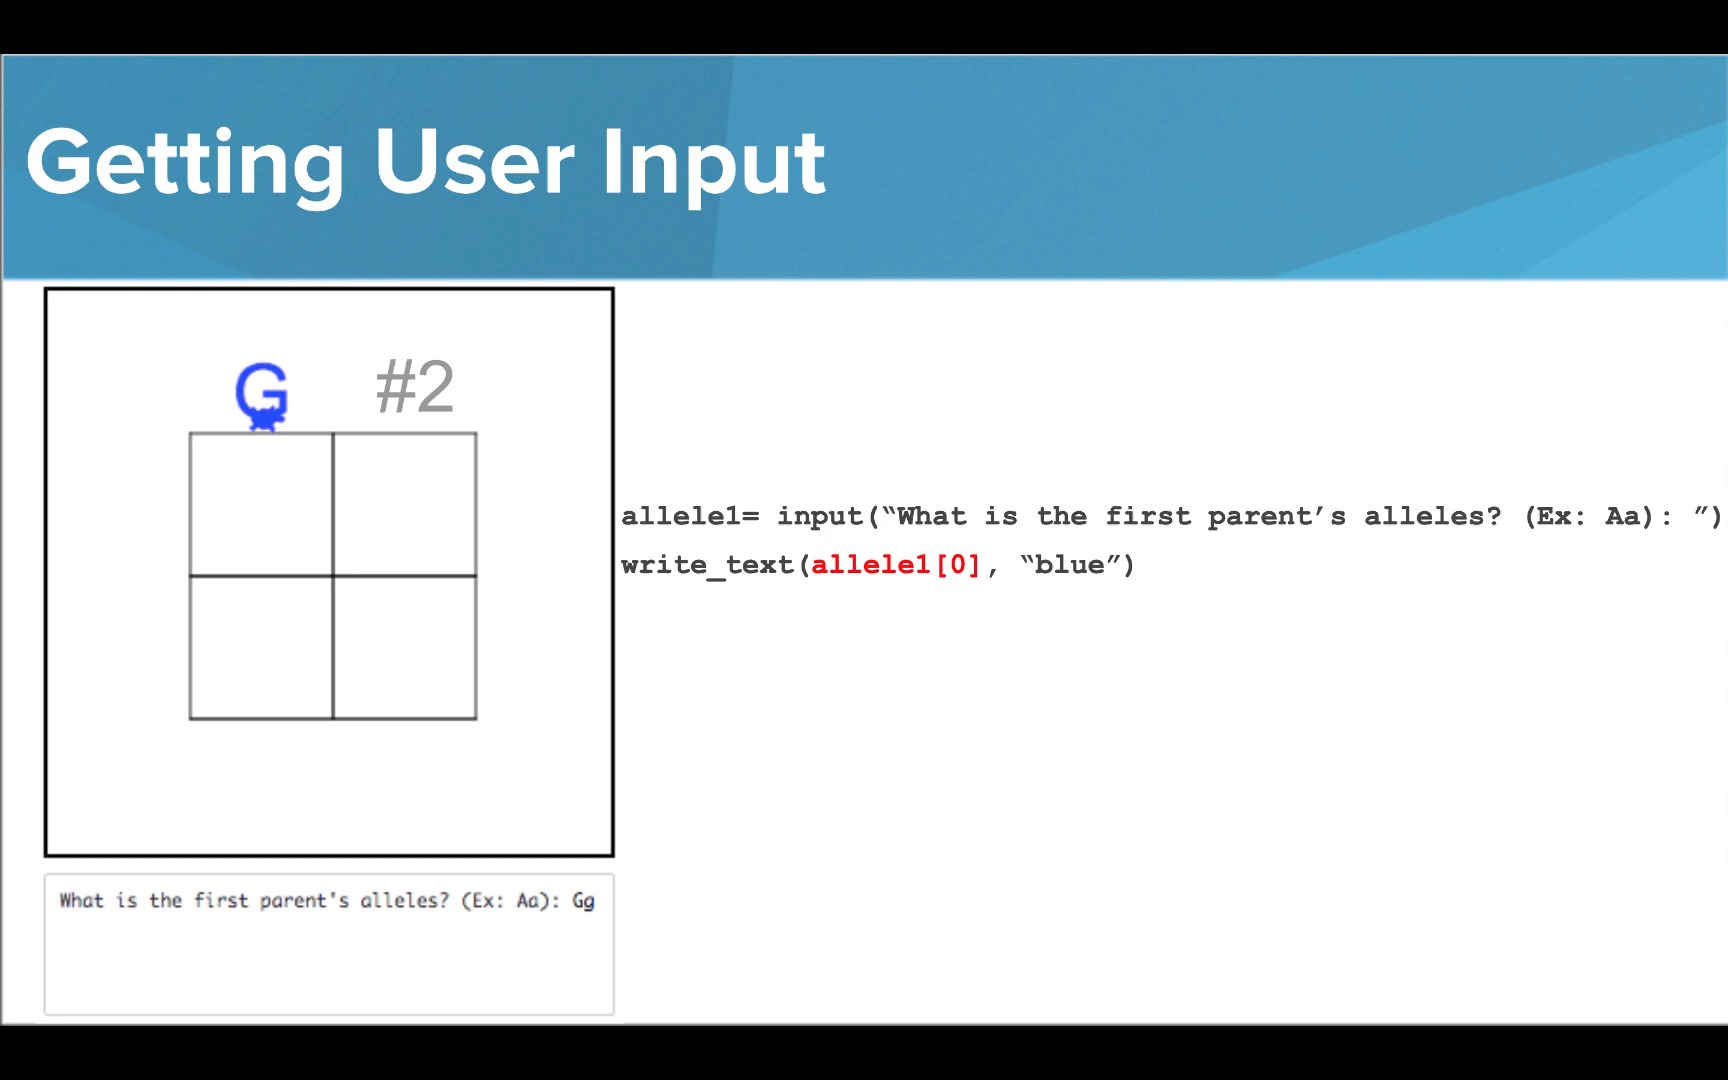 Getting User Input
G #2
allele1= input(“What is the first parent’s alleles? (Ex: Aa): ”)
write_text(allele1[0], “blue”)
What is the first parent's alleles? (Ex: Aa): Gg